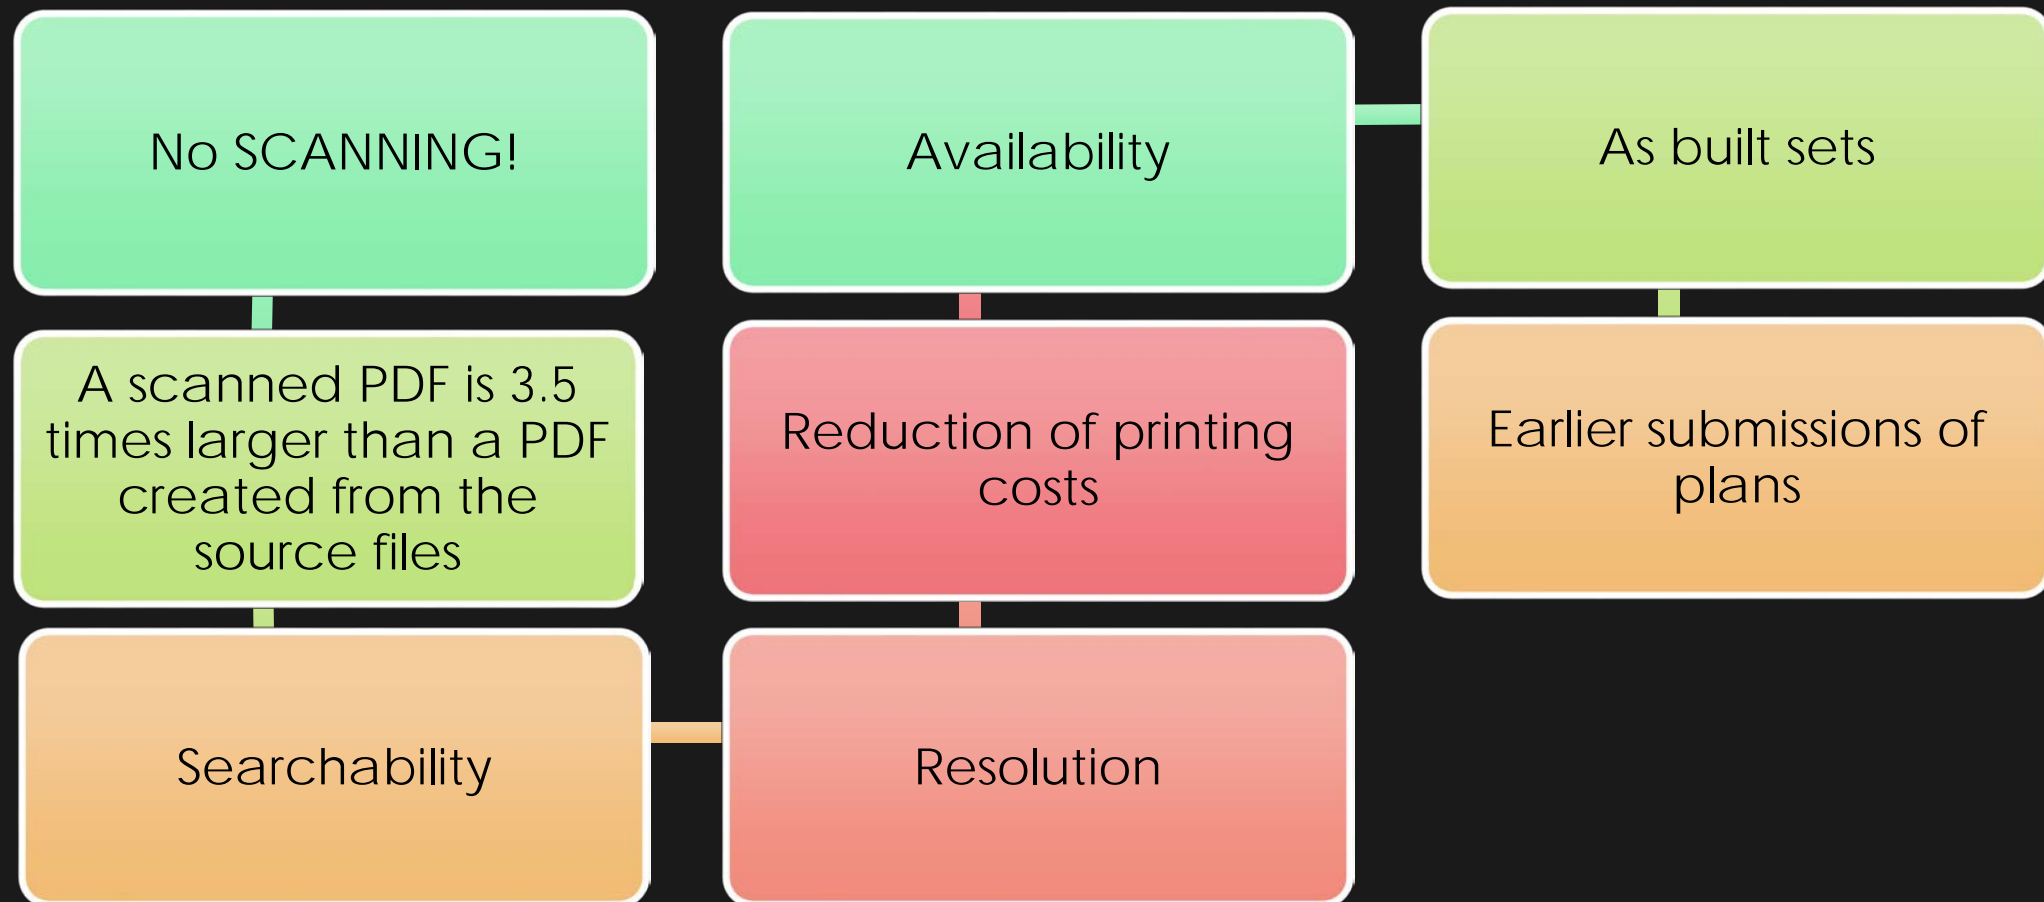 No SCANNING!
A scanned PDF is 3.5
times larger than a PDF
created from the
source files
Searchability
Resolution
Reduction of printing
costs
Availability
As built sets
Earlier submissions of
plans